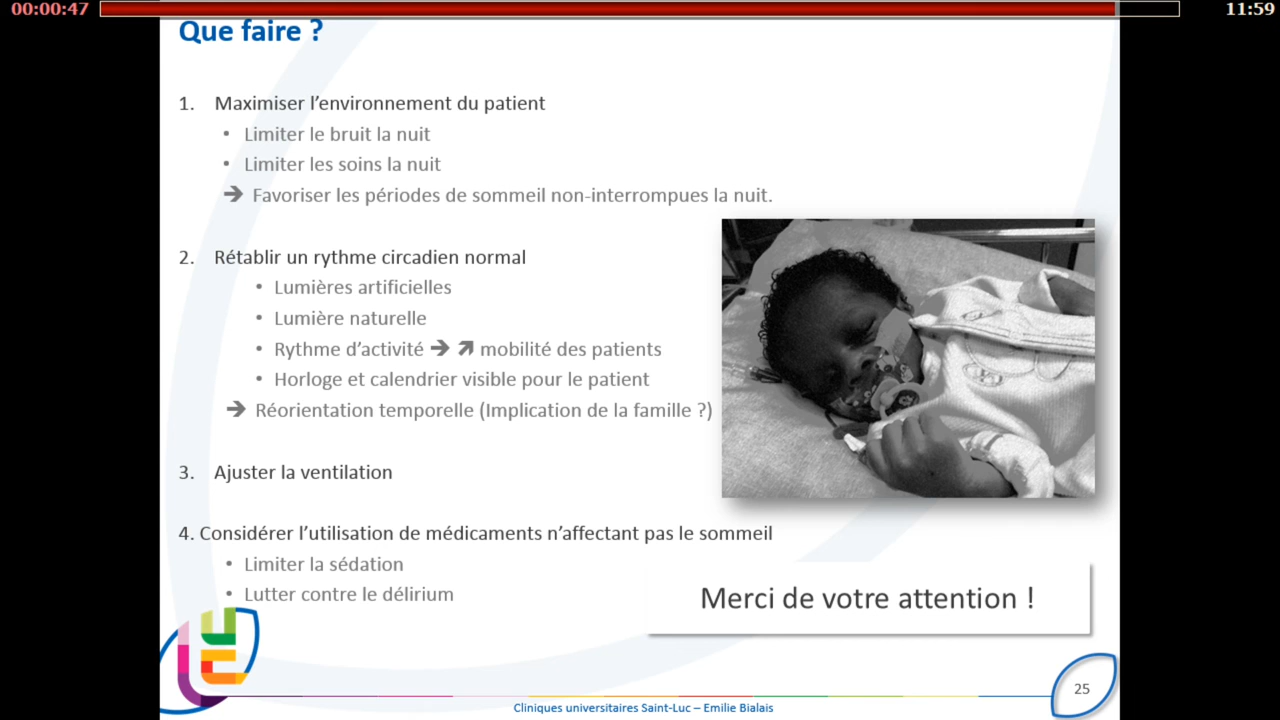 00:00:47
11:59
Que faire ?
1. Maximiser l'environnement du patient
• Limiter le bruit la nuit
• Limiter les soins la nuit
➔ Favoriser les périodes de sommeil non-interrompues la nuit.
2. Rétablir un rythme circadien normal
• Lumières artificielles
• Lumière naturelle
• Rythme d'activité ➔ ➚ mobilité des patients
• Horloge et calendrier visible pour le patient
➔ Réorientation temporelle (Implication de la famille ?)
3. Ajuster la ventilation
4. Considérer l'utilisation de médicaments n'affectant pas le sommeil
• Limiter la sédation
• Lutter contre le délirium
Merci de votre attention !
25
Cliniques universitaires Saint-Luc – Emilie Bialais